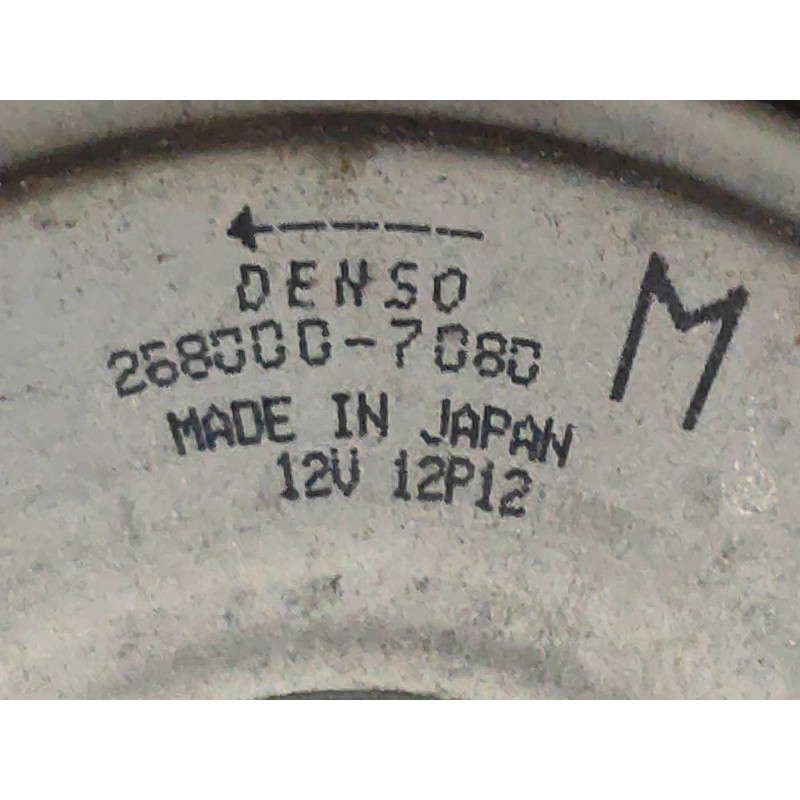 DENSO
268000-7080
M
MADE IN JAPAN
12V 12P12